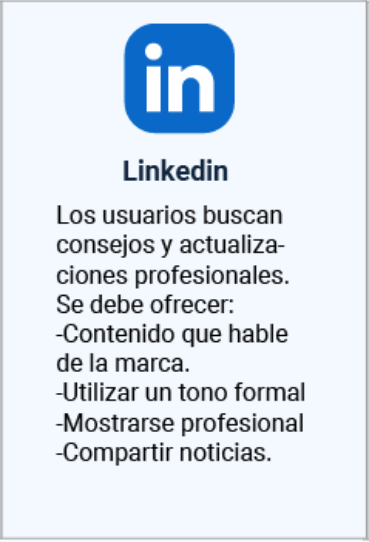 in
Linkedin
Los usuarios buscan
consejos y actualiza-
ciones profesionales.
Se debe ofrecer:
-Contenido que hable
de la marca.
-Utilizar un tono formal
-Mostrarse profesional
-Compartir noticias.